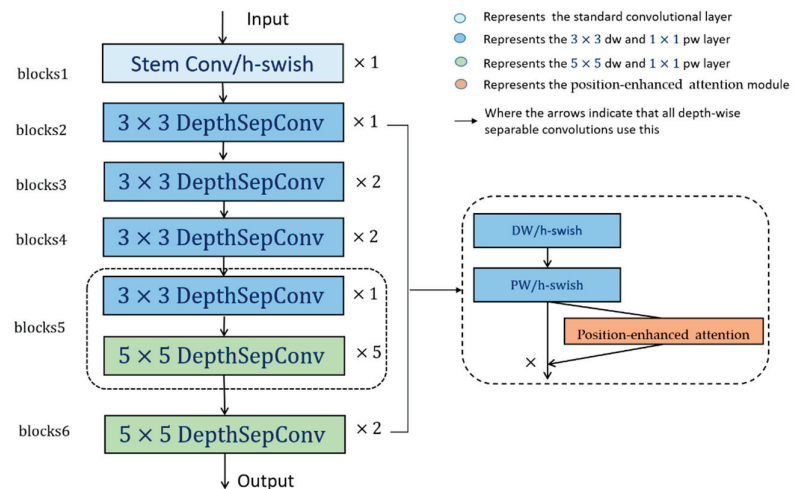 Input
blocks1
Stem Conv/h-swish
× 1
blocks2
3 × 3 DepthSepConv
× 1
blocks3
3 × 3 DepthSepConv
× 2
blocks4
3 × 3 DepthSepConv
× 2
blocks5
3 × 3 DepthSepConv
× 1
5 × 5 DepthSepConv
× 5
blocks6
5 × 5 DepthSepConv
× 2
Output
Represents the standard convolutional layer
Represents the 3 × 3 dw and 1 × 1 pw layer
Represents the 5 × 5 dw and 1 × 1 pw layer
Represents the position-enhanced attention module
Where the arrows indicate that all depth-wise
separable convolutions use this
DW/h-swish
PW/h-swish
Position-enhanced attention
×